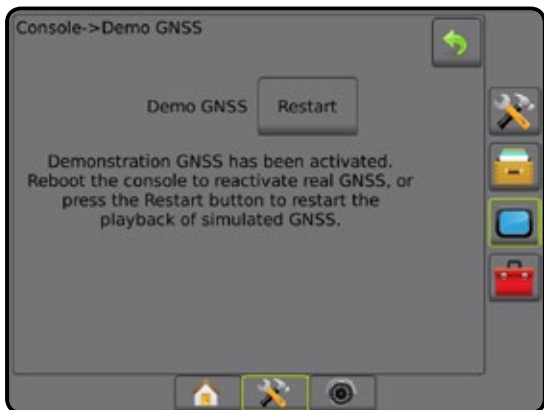 Console->Demo GNSS
Demo GNSS Restart
Demonstration GNSS has been activated.
Reboot the console to reactivate real GNSS, or
press the Restart button to restart the
playback of simulated GNSS.